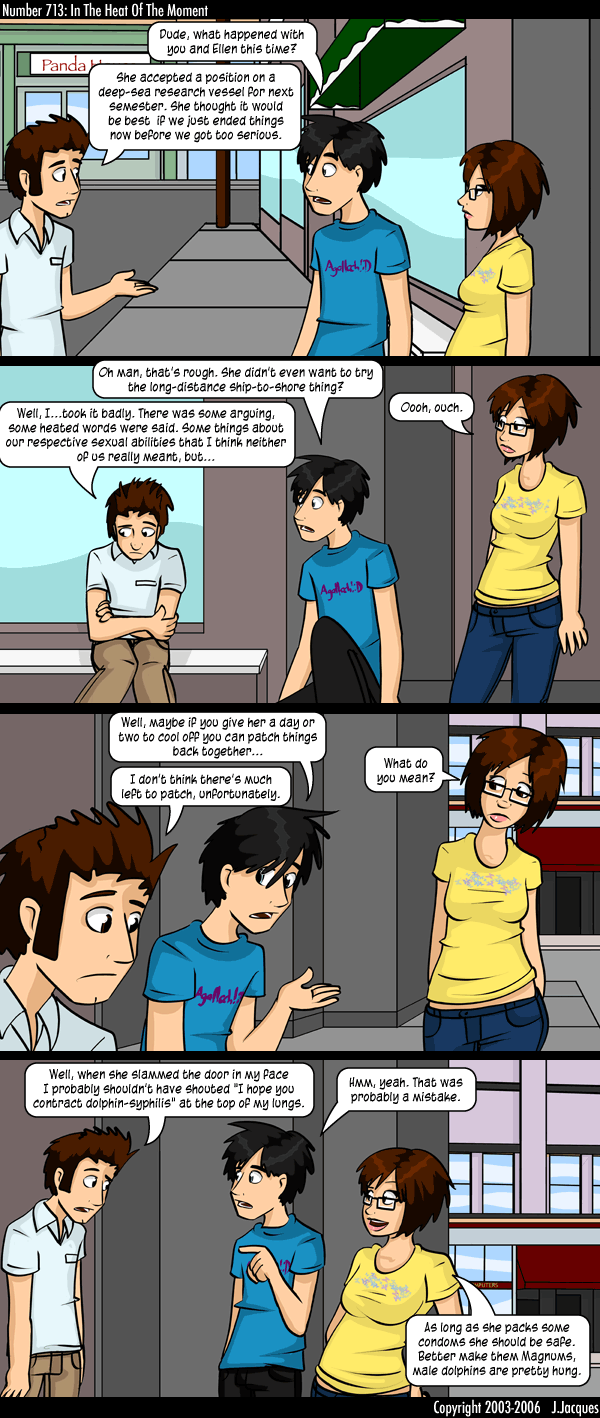 Number 713: In The Heat Of The Moment
Dude, what happened with
you and Ellen this time?
Panda
She accepted a position on a
deep-sea research vessel for next
semester. She thought it would
be best if we just ended things
now before we got too serious.
Agalloch!:D
Oh man, that's rough. She didn't even want to try
the long-distance ship-to-shore thing?
Oooh, ouch.
Well, I...took it badly. There was some arguing,
some heated words were said. Some things about
our respective sexual abilities that I think neither
of us really meant, but...
Agalloch!:D
Well, maybe if you give her a day or
two to cool off you can patch things
back together...
What do
you mean?
I don't think there's much
left to patch, unfortunately.
Agalloch!:
Well, when she slammed the door in my face
I probably shouldn't have shouted "I hope you
contract dolphin-syphilis" at the top of my lungs.
Hmm, yeah. That was
probably a mistake.
PUTERS
As long as she packs some
condoms she should be safe.
Better make them Magnums,
male dolphins are pretty hung.
Copyright 2003-2006 J.Jacques